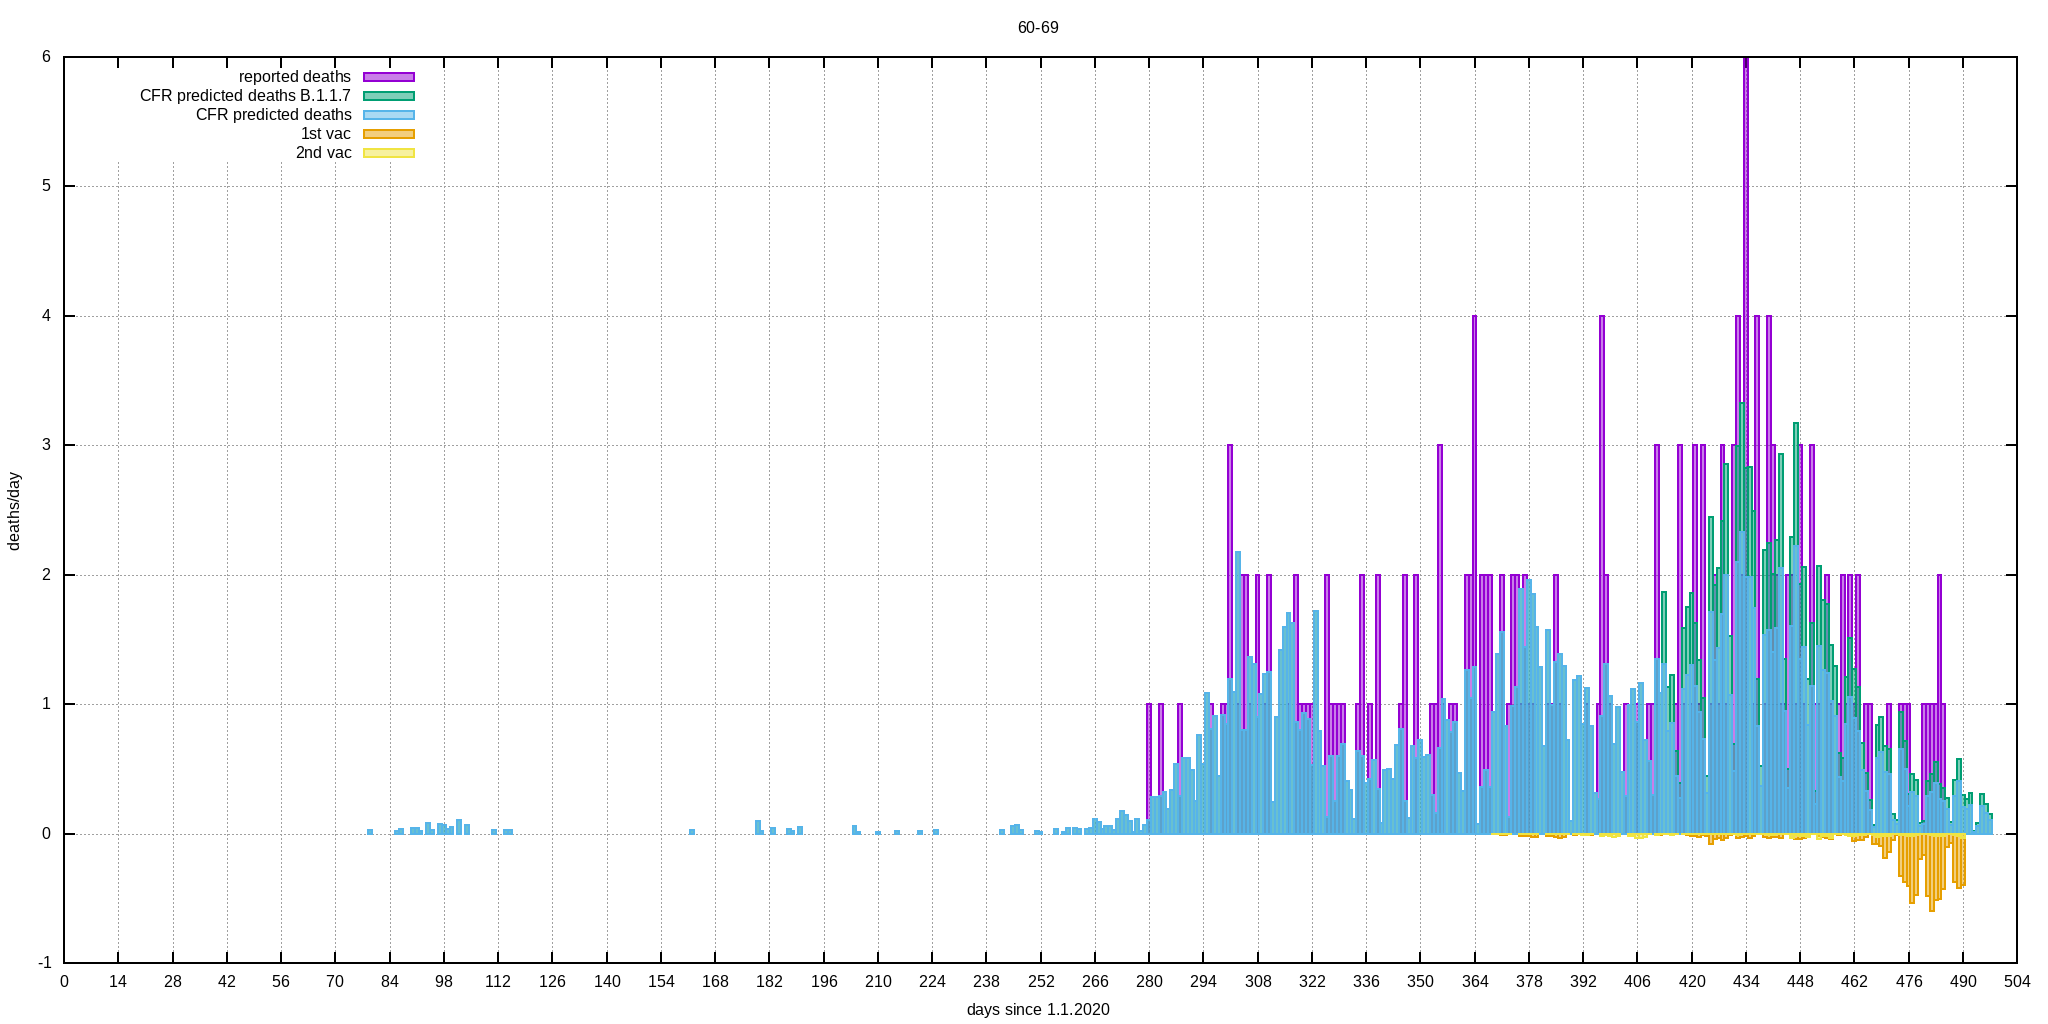 60-69
6
5
4
3
2
1
0
-1
deaths/day
reported deaths
CFR predicted deaths B.1.1.7
CFR predicted deaths
1st vac
2nd vac
0 14 28 42 56 70 84 98 112 126 140 154 168 182 196 210 224 238 252 266 280 294 308 322 336 350 364 378 392 406 420 434 448 462 476 490 504
days since 1.1.2020